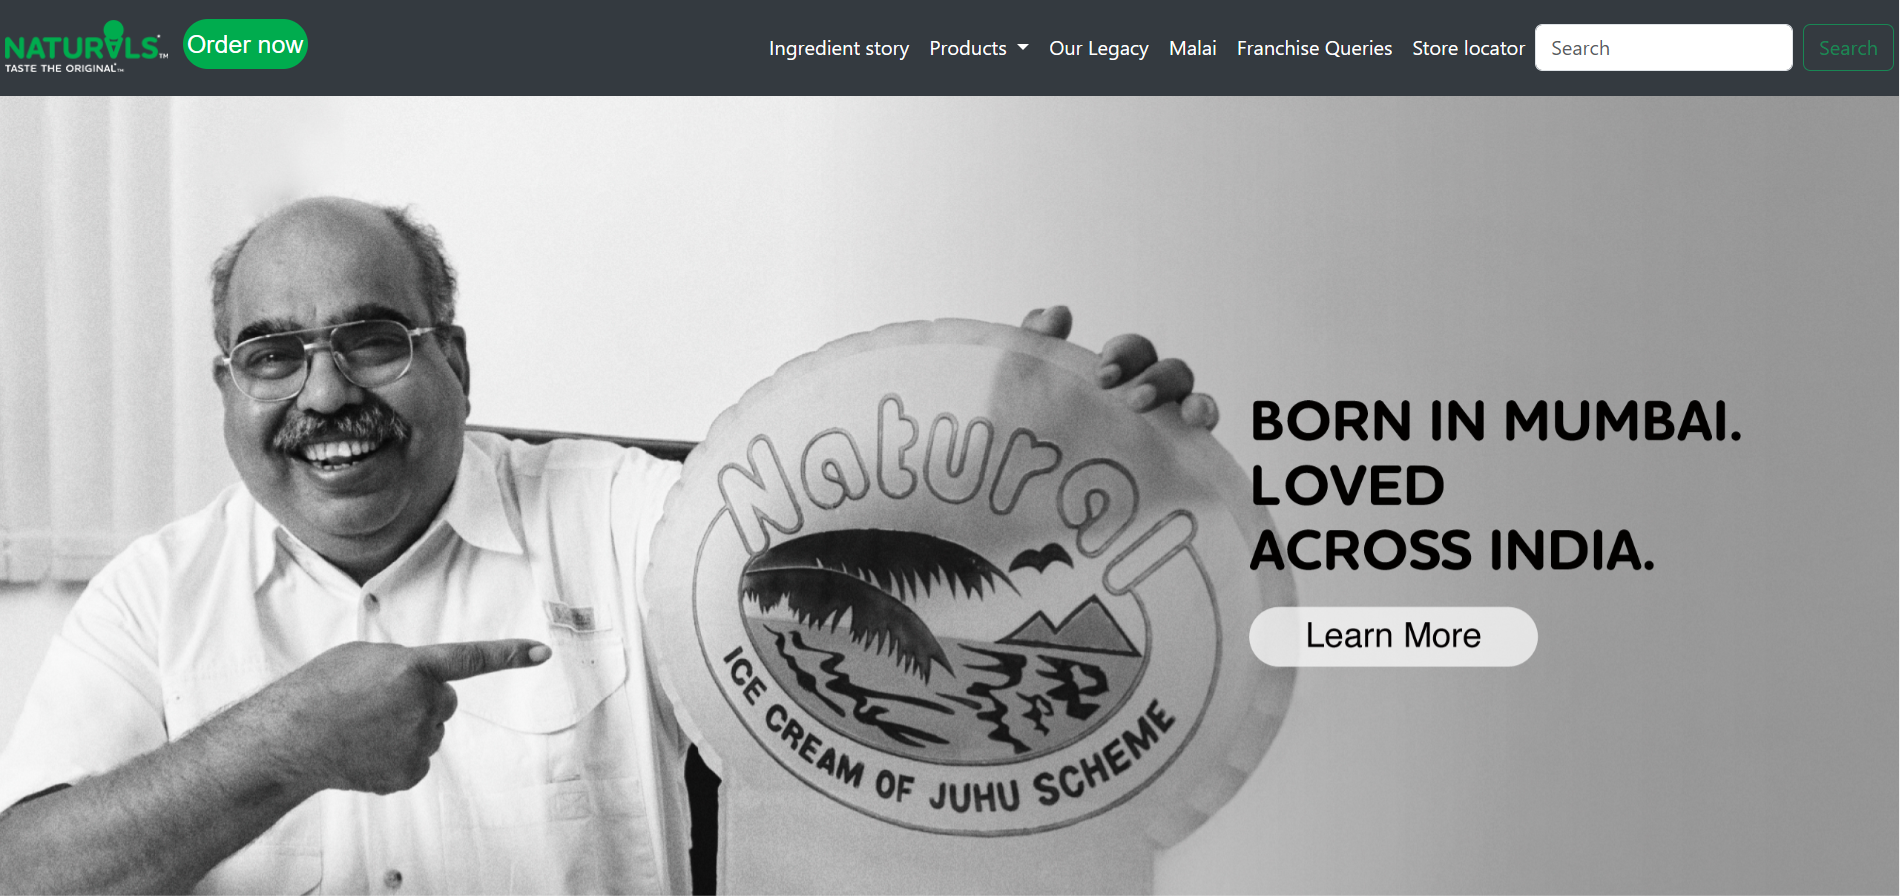 NATURALS™
TASTE THE ORIGINAL™
Order now
Ingredient story
Products
Our Legacy
Malai
Franchise Queries
Store locator
Search
Search
Natural
ICE CREAM OF JUHU SCHEME
BORN IN MUMBAI.
LOVED
ACROSS INDIA.
Learn More